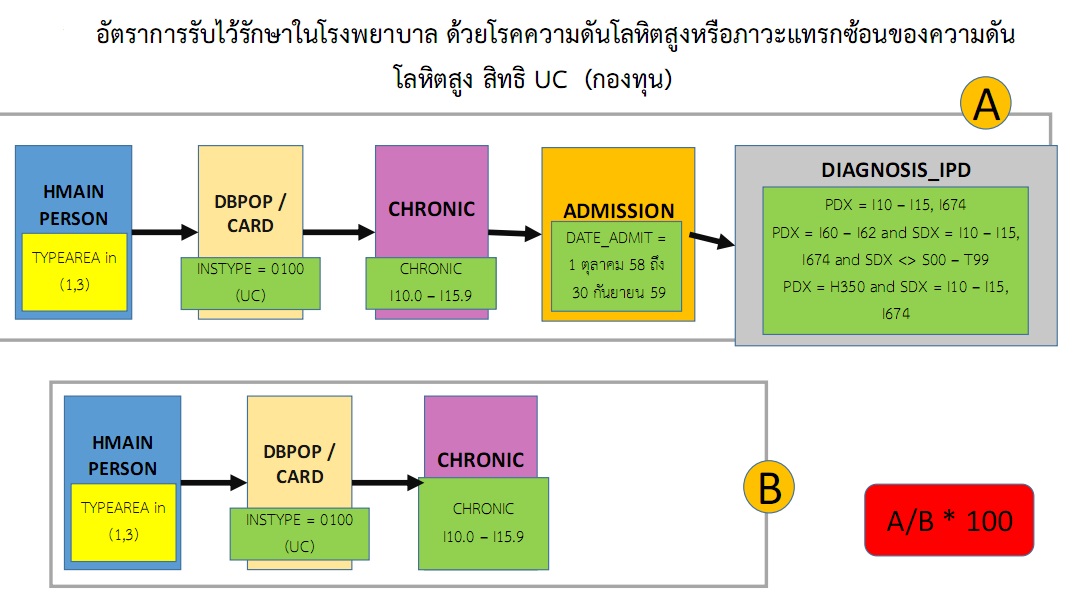 อัตราการรับไว้รักษาในโรงพยาบาล ด้วยโรคความดันโลหิตสูงหรือภาวะแทรกซ้อนของความดัน
โลหิตสูง สิทธิ UC (กองทุน)
A
HMAIN
PERSON
TYPEAREA in
(1,3)
DBPOP /
CARD
INSTYPE = 0100
(UC)
CHRONIC
CHRONIC
I10.0 – I15.9
ADMISSION
DATE_ADMIT =
1 ตุลาคม 58 ถึง
30 กันยายน 59
DIAGNOSIS_IPD
PDX = I10 – I15, I674
PDX = I60 – I62 and SDX = I10 – I15,
I674 and SDX <> S00 – T99
PDX = H350 and SDX = I10 – I15,
I674
HMAIN
PERSON
TYPEAREA in
(1,3)
DBPOP /
CARD
INSTYPE = 0100
(UC)
CHRONIC
CHRONIC
I10.0 – I15.9
B
A/B * 100